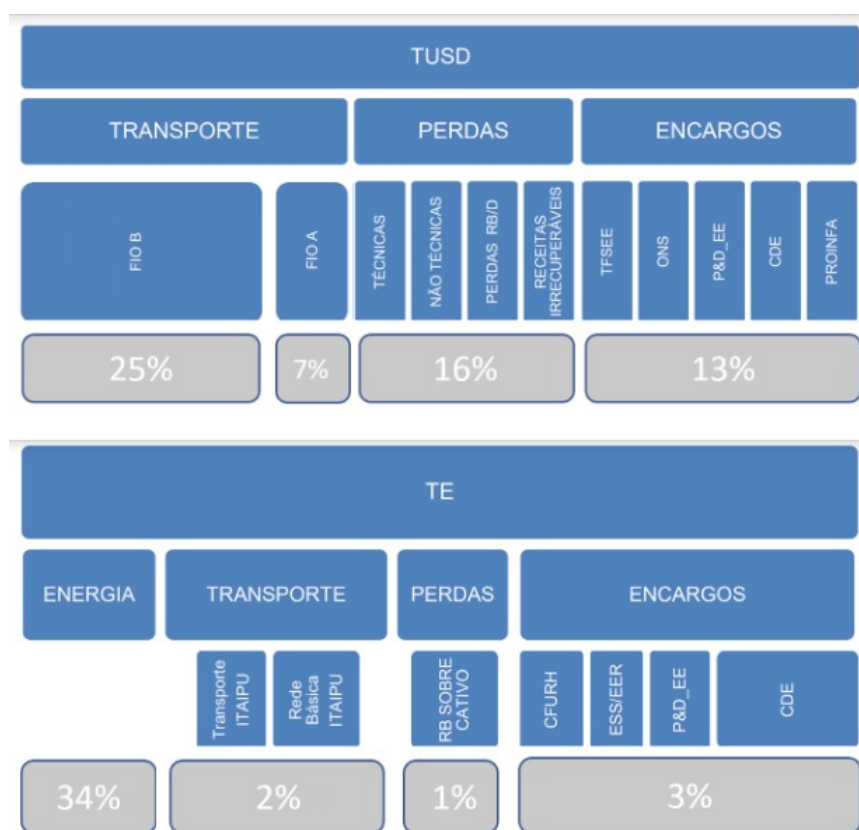 TUSD
TRANSPORTE
PERDAS
ENCARGOS
FIO B
FIO A
TÉCNICAS
NÃO TÉCNICAS
PERDAS RB/D
RECEITAS
IRRECUPERÁVEIS
TFSEE
ONS
P&D_EE
CDE
PROINFA
25%
7%
16%
13%
TE
ENERGIA
TRANSPORTE
PERDAS
ENCARGOS
Transporte
ITAIPU
Rede
Básica
ITAIPU
RB SOBRE
CATIVO
CFURH
ESS/EER
P&D_EE
CDE
34%
2%
1%
3%